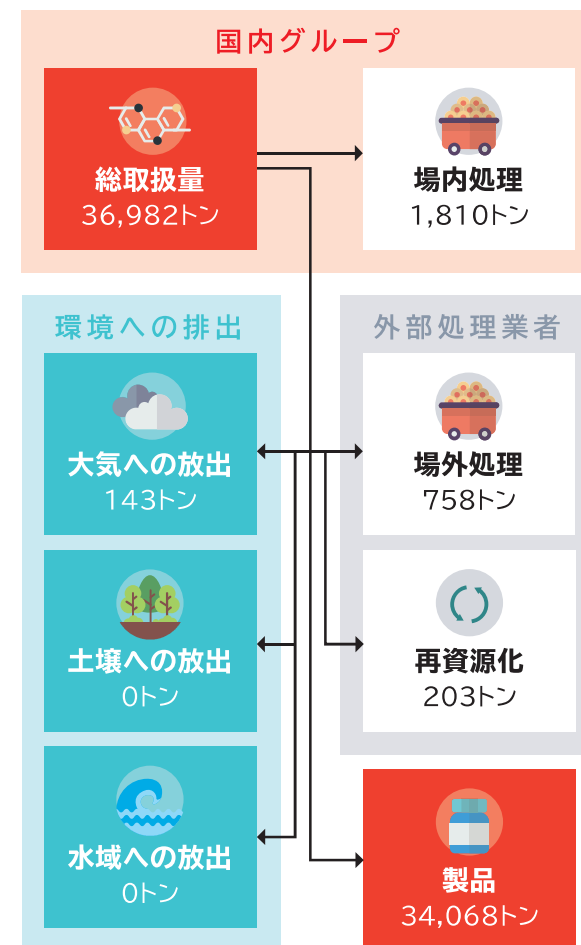 国内グループ
総取扱量
36,982トン
場内処理
1,810トン
環境への排出
大気への放出
143トン
土壌への放出
0トン
水域への放出
0トン
外部処理業者
場外処理
758トン
再資源化
203トン
製品
34,068トン